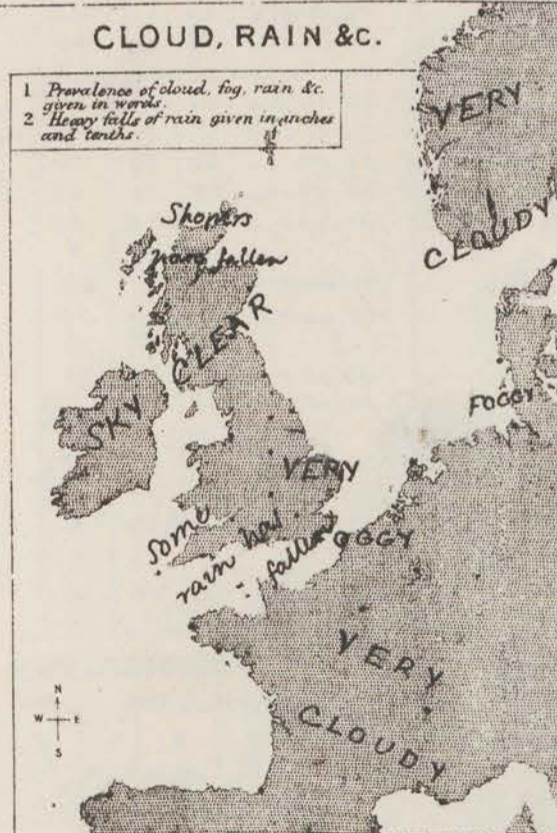 CLOUD, RAIN &c.
1 Prevalence of cloud, fog, rain &c.
given in words.
2 Heavy falls of rain given in inches
and tenths.
VERY
CLOUDY
Showers
have fallen
SKY CLEAR
FOGGY
VERY
FOGGY
Some
rain has
fallen
VERY
CLOUDY
N
W E
S